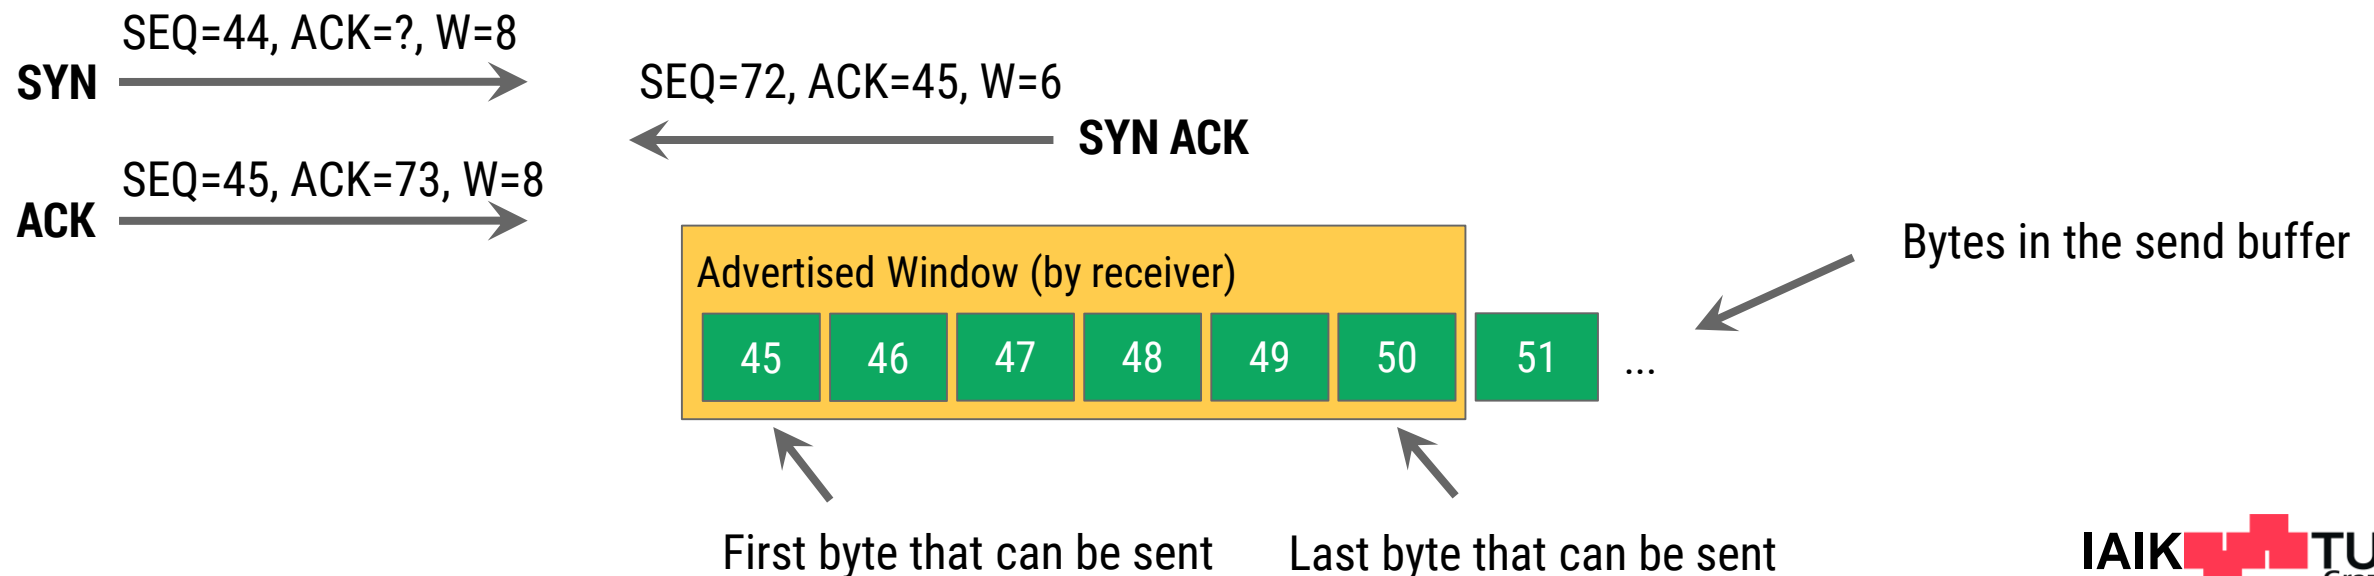 SEQ=44, ACK=?, W=8
SYN
SEQ=72, ACK=45, W=6
SYN ACK
SEQ=45, ACK=73, W=8
ACK
Bytes in the send buffer
Advertised Window (by receiver)
45 46 47 48 49 50 51 ...
First byte that can be sent
Last byte that can be sent
IAIK TU